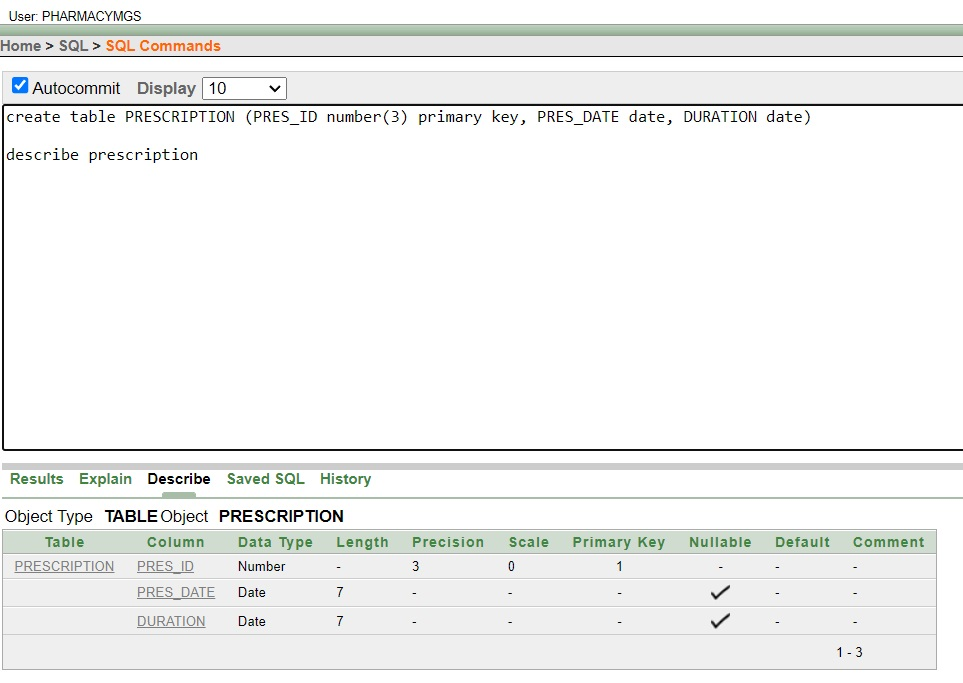 User: PHARMACYMGS
Home > SQL > SQL Commands
Autocommit Display 10
create table PRESCRIPTION (PRES_ID number(3) primary key, PRES_DATE date, DURATION date)
describe prescription
Results Explain Describe Saved SQL History
Object Type TABLE Object PRESCRIPTION
Table Column Data Type Length Precision Scale Primary Key Nullable Default Comment
PRESCRIPTION PRES_ID Number - 3 0 1 - - -
PRES_DATE Date 7 - - - ✓ - -
DURATION Date 7 - - - ✓ - -
1 - 3